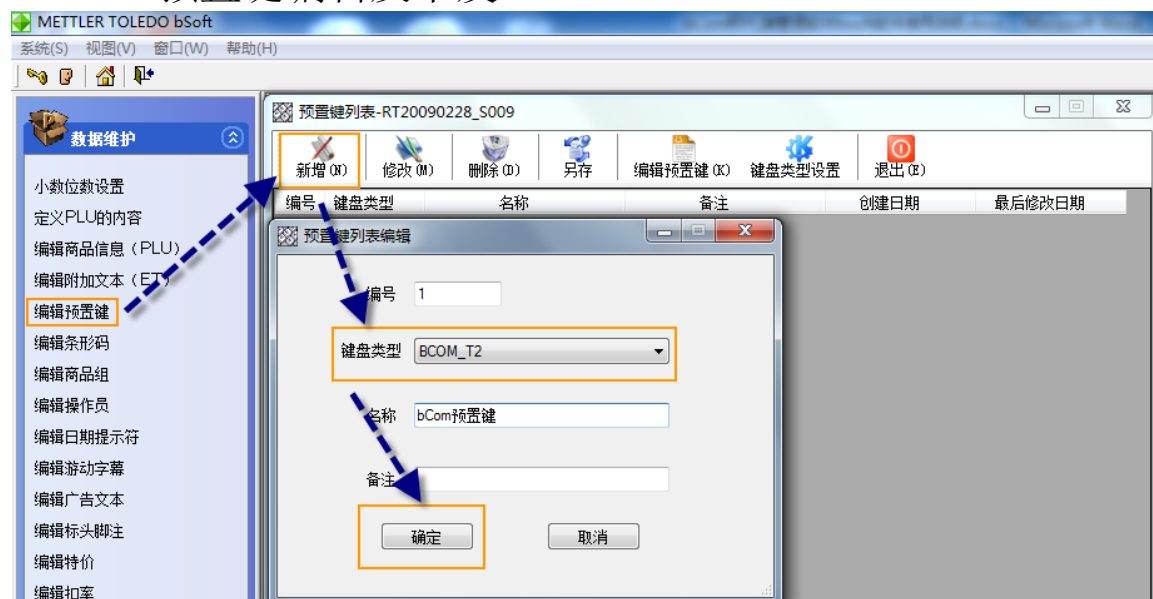 METTLER TOLEDO bSoft
系统(S) 视图(V) 窗口(W) 帮助(H)
数据维护
小数位数设置
定义PLU的内容
编辑商品信息（PLU）
编辑附加文本（ET）
编辑预置键
编辑条形码
编辑商品组
编辑操作员
编辑日期提示符
编辑游动字幕
编辑广告文本
编辑标头脚注
编辑特价
编辑扣率
预置键列表-RT20090228_S009
新增(N) 修改(M) 删除(D) 另存 编辑预置键(K) 键盘类型设置 退出(E)
编号 键盘类型 名称 备注 创建日期 最后修改日期
预置键列表编辑
编号 1
键盘类型 BCOM_T2
名称 bCom预置键
备注
确定 取消